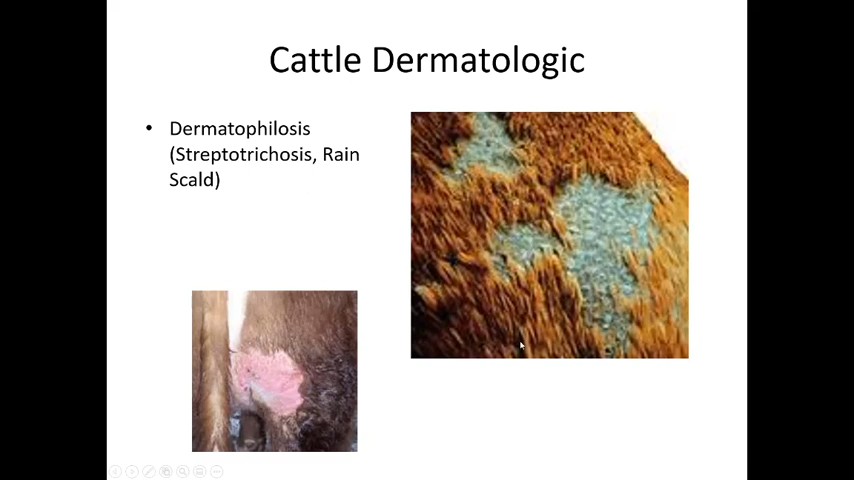 Cattle Dermatologic
• Dermatophilosis
(Streptotrichosis, Rain
Scald)